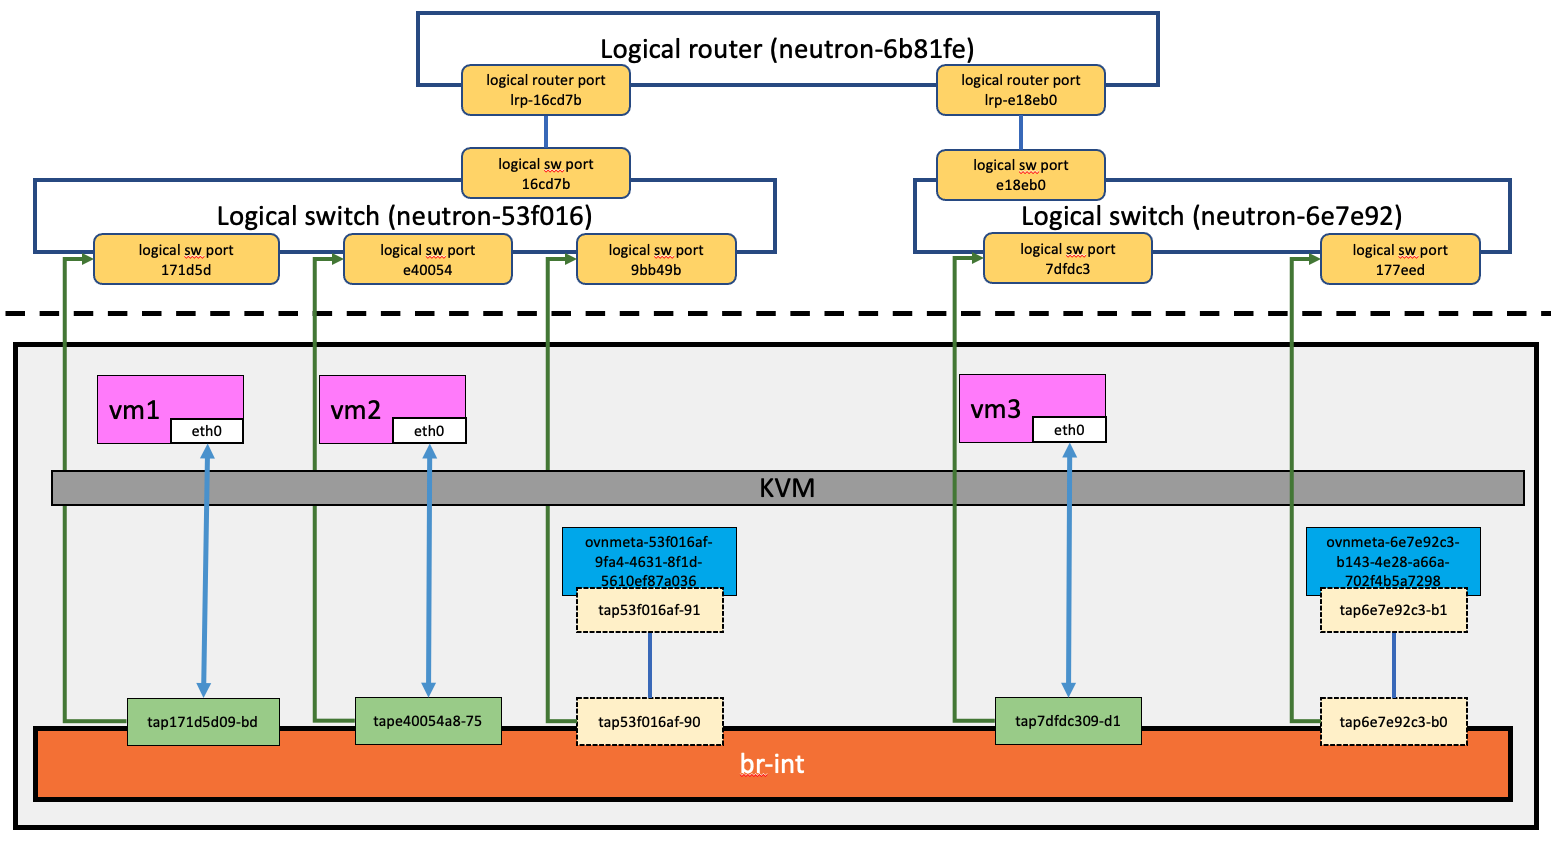 Logical router (neutron-6b81fe)
logical router port
lrp-16cd7b
logical router port
lrp-e18eb0
logical sw port
16cd7b
logical sw port
e18eb0
Logical switch (neutron-53f016)
Logical switch (neutron-6e7e92)
logical sw port
171d5d
logical sw port
e40054
logical sw port
9bb49b
logical sw port
7dfdc3
logical sw port
177eed
vm1
eth0
vm2
eth0
vm3
eth0
KVM
ovnmeta-53f016af-
9fa4-4631-8f1d-
5610ef87a036
tap53f016af-91
ovnmeta-6e7e92c3-
b143-4e28-a66a-
702f4b5a7298
tap6e7e92c3-b1
tap171d5d09-bd
tape40054a8-75
tap53f016af-90
tap7dfdc309-d1
tap6e7e92c3-b0
br-int